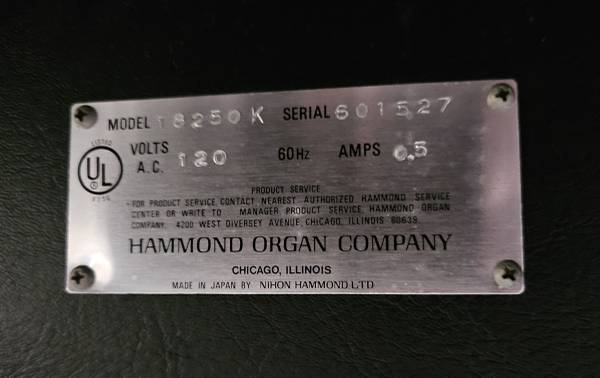 MODEL 18250K SERIAL 601527
LISTED
UL
VOLTS A.C. 120 60Hz AMPS 0.5
PRODUCT SERVICE
FOR PRODUCT SERVICE CONTACT NEAREST AUTHORIZED HAMMOND SERVICE
CENTER OR WRITE TO MANAGER PRODUCT SERVICE HAMMOND ORGAN
COMPANY, 4200 WEST DIVERSEY AVENUE, CHICAGO, ILLINOIS 60639.
HAMMOND ORGAN COMPANY
CHICAGO, ILLINOIS
MADE IN JAPAN BY NIHON HAMMOND LTD